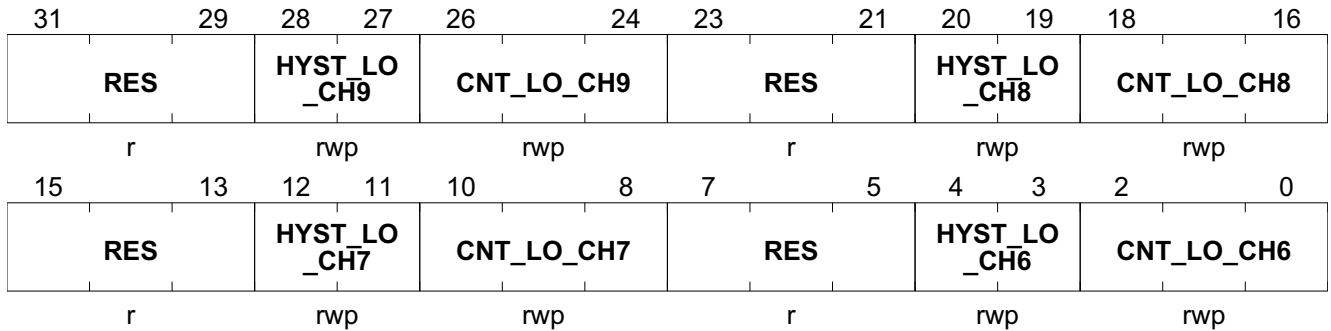 31 29 28 27 26 24 23 21 20 19 18 16
RES HYST_LO CNT_LO_CH9 RES HYST_LO CNT_LO_CH8
_CH9 _CH8
r rwp rwp r rwp rwp
15 13 12 11 10 8 7 5 4 3 2 0
RES HYST_LO CNT_LO_CH7 RES HYST_LO CNT_LO_CH6
_CH7 _CH6
r rwp rwp r rwp rwp